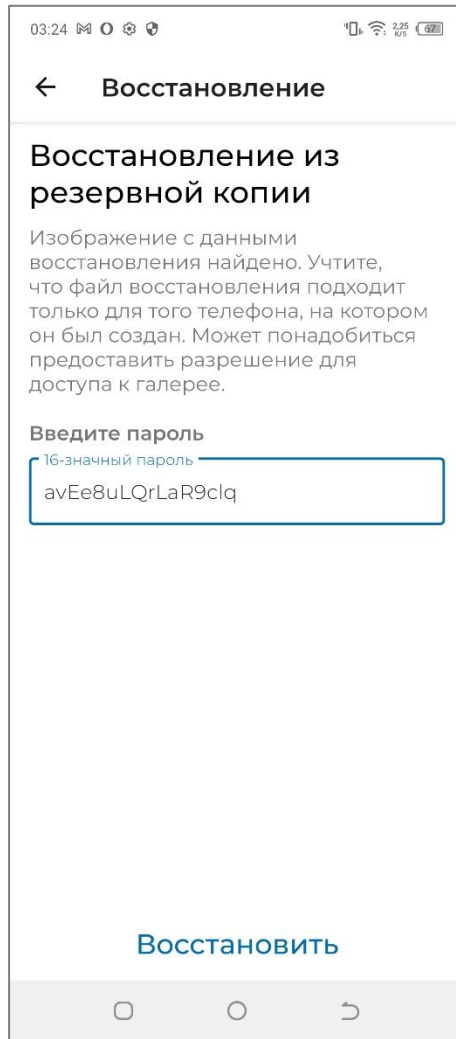 03:24
2,25
K/S
67
Восстановление
Восстановление из
резервной копии
Изображение с данными
восстановления найдено. Учтите,
что файл восстановления подходит
только для того телефона, на котором
он был создан. Может понадобиться
предоставить разрешение для
доступа к галерее.
Введите пароль
16-значный пароль
avEe8uLQrLaR9clq
Восстановить